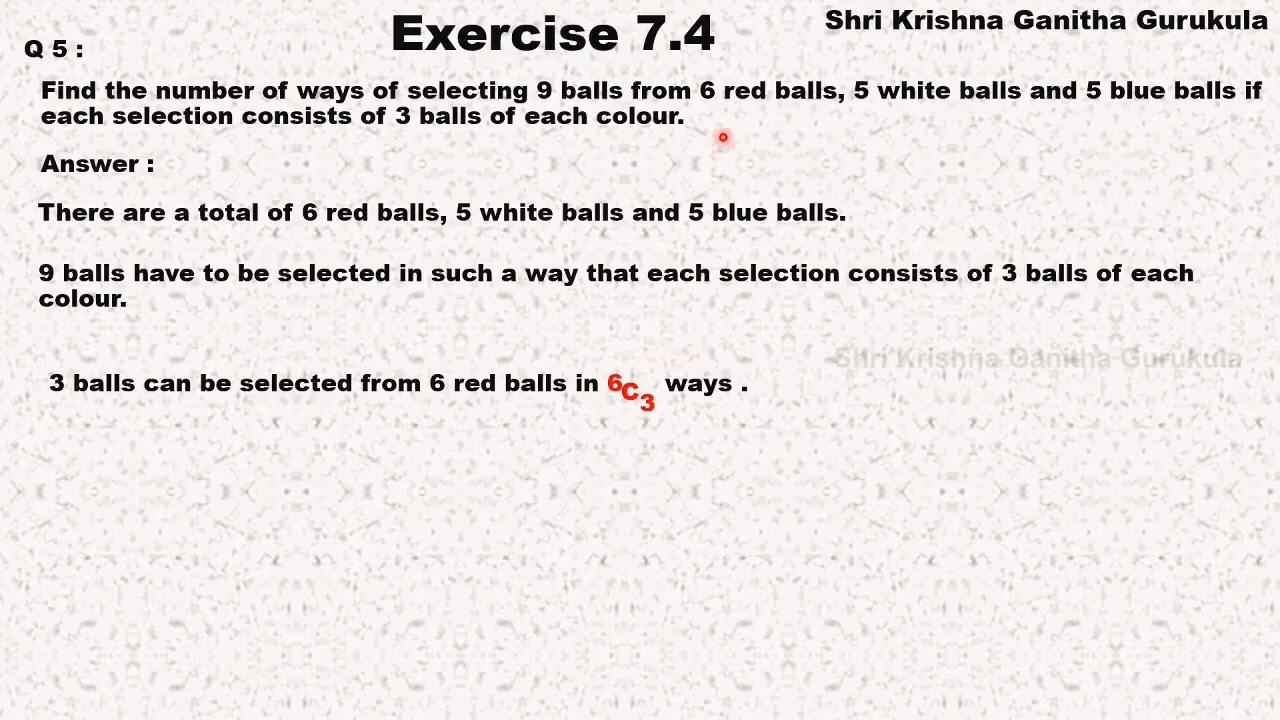 Exercise 7.4
Shri Krishna Ganitha Gurukula
Q 5 :
Find the number of ways of selecting 9 balls from 6 red balls, 5 white balls and 5 blue balls if
each selection consists of 3 balls of each colour.
Answer :
There are a total of 6 red balls, 5 white balls and 5 blue balls.
9 balls have to be selected in such a way that each selection consists of 3 balls of each
colour.
Shri Krishna Ganitha Gurukula
3 balls can be selected from 6 red balls in 6C3 ways .